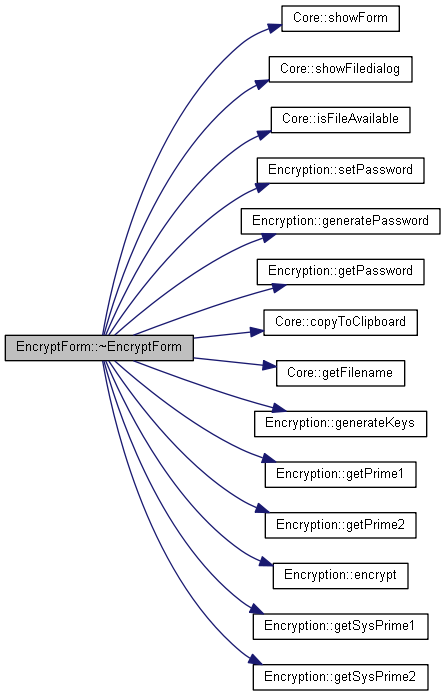 Core::showForm
Core::showFiledialog
Core::isFileAvailable
Encryption::setPassword
Encryption::generatePassword
Encryption::getPassword
Core::copyToClipboard
EncryptForm::~EncryptForm
Core::getFilename
Encryption::generateKeys
Encryption::getPrime1
Encryption::getPrime2
Encryption::encrypt
Encryption::getSysPrime1
Encryption::getSysPrime2